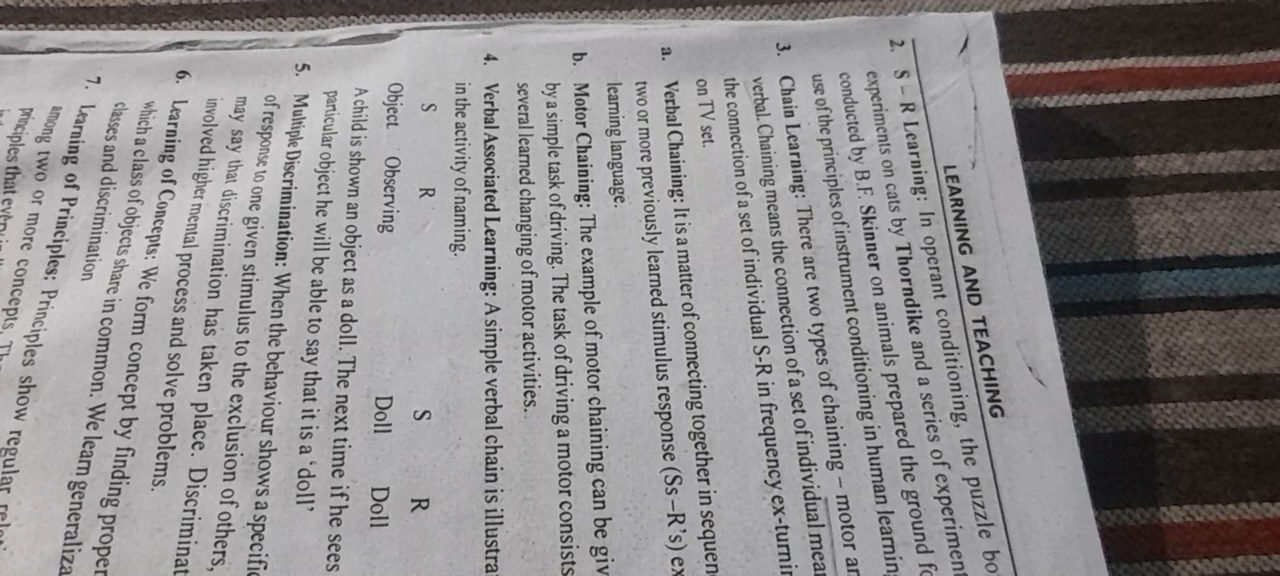 LEARNING AND TEACHING
2. S – R Learning: In operant conditioning, the puzzle bo
experiments on cats by Thorndike and a series of experiment
conducted by B.F. Skinner on animals prepared the ground fo
use of the principles of instrument conditioning in human learning
3. Chain Learning: There are two types of chaining – motor an
verbal. Chaining means the connection of a set of individual mean
the connection of a set of individual S-R in frequency ex-turnin
on TV set.
a. Verbal Chaining: It is a matter of connecting together in sequen
two or more previously learned stimulus response (Ss –R's) ex
learning language.
b. Motor Chaining: The example of motor chaining can be giv
by a simple task of driving. The task of driving a motor consists
several learned changing of motor activities.
4. Verbal Associated Learning: A simple verbal chain is illustra
in the activity of naming.
S R S R
Object Observing Doll Doll
A child is shown an object as a doll. The next time if he sees
particular object he will be able to say that it is a 'doll'
5. Multiple Discrimination: When the behaviour shows a specific
of response to one given stimulus to the exclusion of others,
may say that discrimination has taken place. Discriminat
involved higher mental process and solve problems.
6. Learning of Concepts: We form concept by finding proper
which a class of objects share in common. We learn generaliza
classes and discrimination
7. Learning of Principles: Principles show regular
among two or more concepts.
principles that